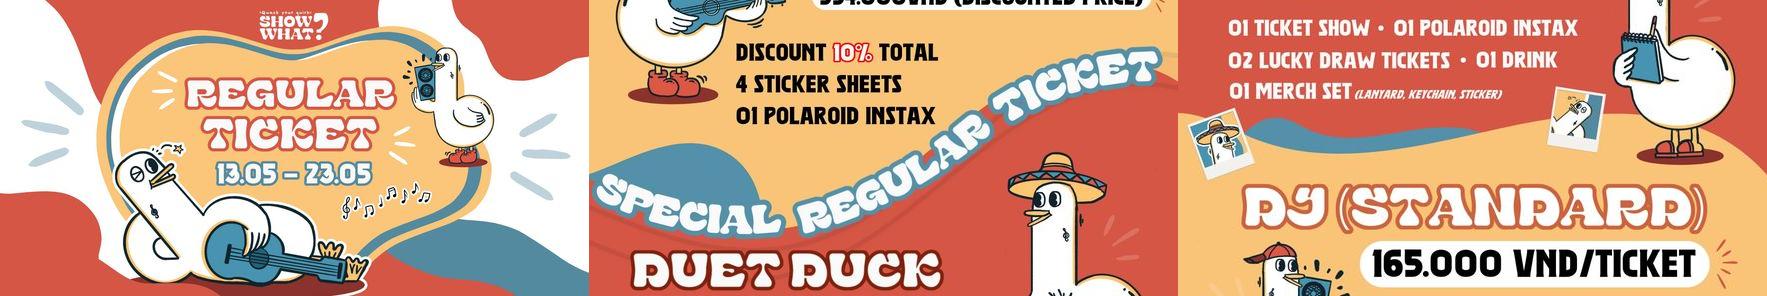 "Quack your quirk"
SHOW
WHAT?
REGULAR
TICKET
13.05 – 23.05
DISCOUNT 10% TOTAL
4 STICKER SHEETS
01 POLAROID INSTAX
SPECIAL REGULAR TICKET
DUET DUCK
01 TICKET SHOW • 01 POLAROID INSTAX
02 LUCKY DRAW TICKETS • 01 DRINK
01 MERCH SET (LANYARD, KEYCHAIN, STICKER)
DJ (STANDARD)
165.000 VND/TICKET